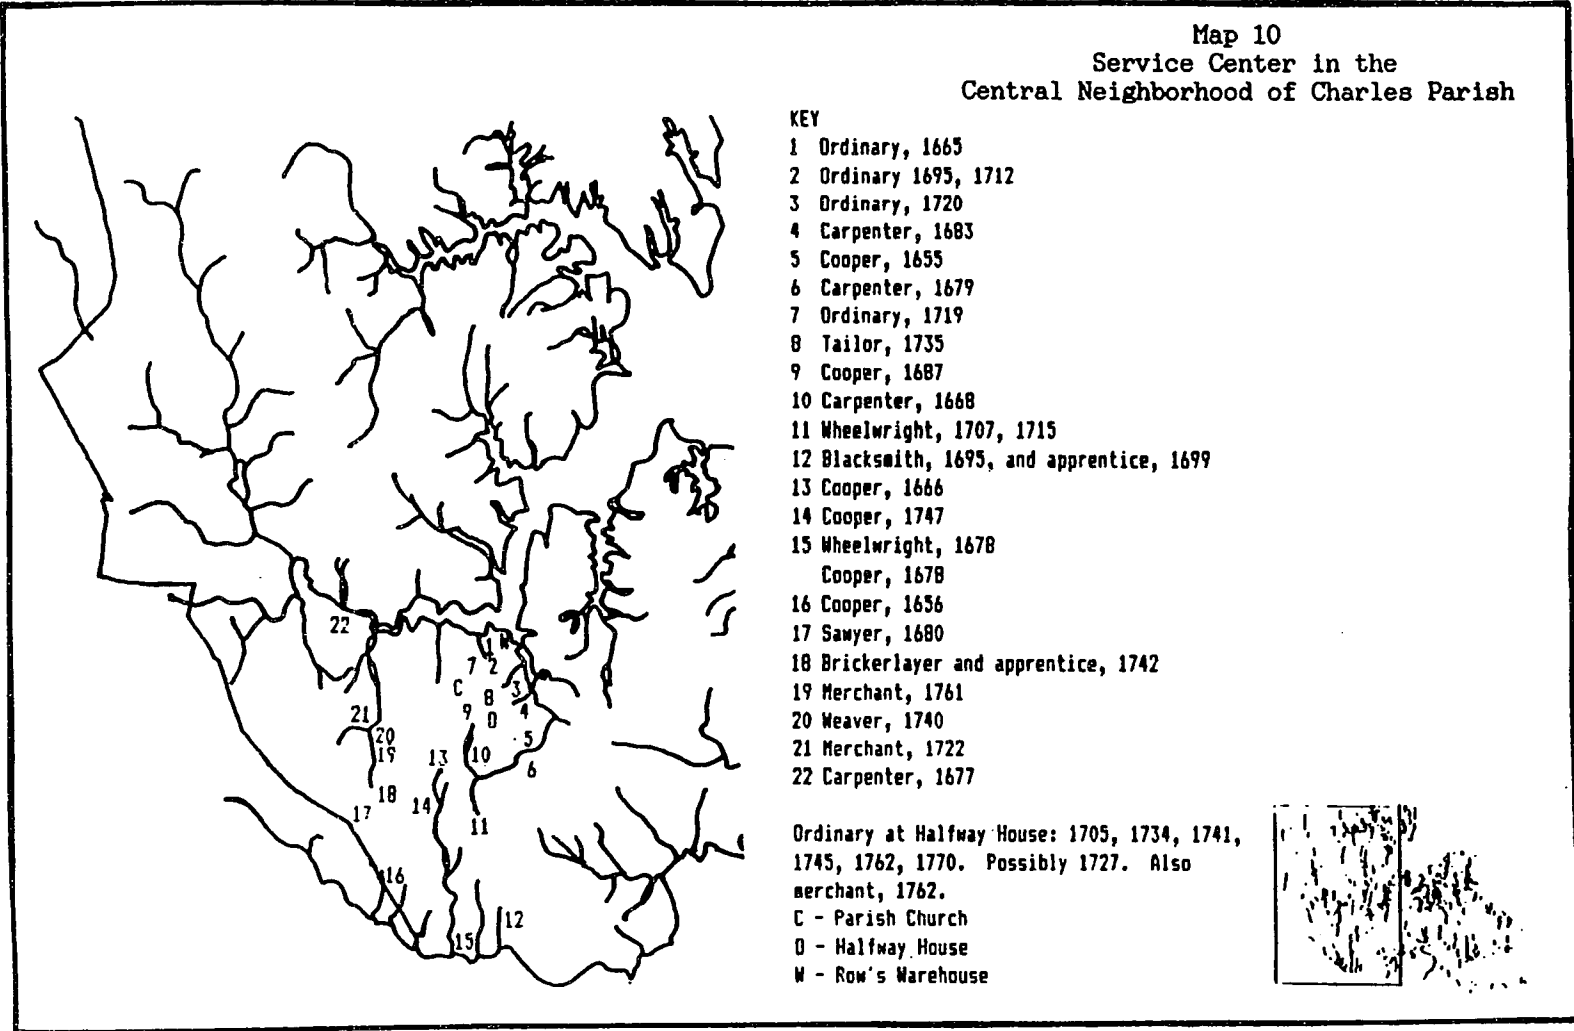 Map 10
Service Center in the
Central Neighborhood of Charles Parish
KEY
1 Ordinary, 1665
2 Ordinary 1695, 1712
3 Ordinary, 1720
4 Carpenter, 1683
5 Cooper, 1655
6 Carpenter, 1679
7 Ordinary, 1719
8 Tailor, 1735
9 Cooper, 1687
10 Carpenter, 1668
11 Wheelwright, 1707, 1715
12 Blacksmith, 1695, and apprentice, 1699
13 Cooper, 1666
14 Cooper, 1747
15 Wheelwright, 1678
Cooper, 1678
16 Cooper, 1656
17 Sawyer, 1680
18 Brickerlayer and apprentice, 1742
19 Merchant, 1761
20 Weaver, 1740
21 Merchant, 1722
22 Carpenter, 1677
Ordinary at Halfway House: 1705, 1734, 1741,
1745, 1762, 1770. Possibly 1727. Also
merchant, 1762.
C - Parish Church
O - Halfway House
W - Row's Warehouse
22
1 W
7 2
C
8 3
9 O 4
21
20
19
5
13 10
6
18
14
17
11
16
12
15